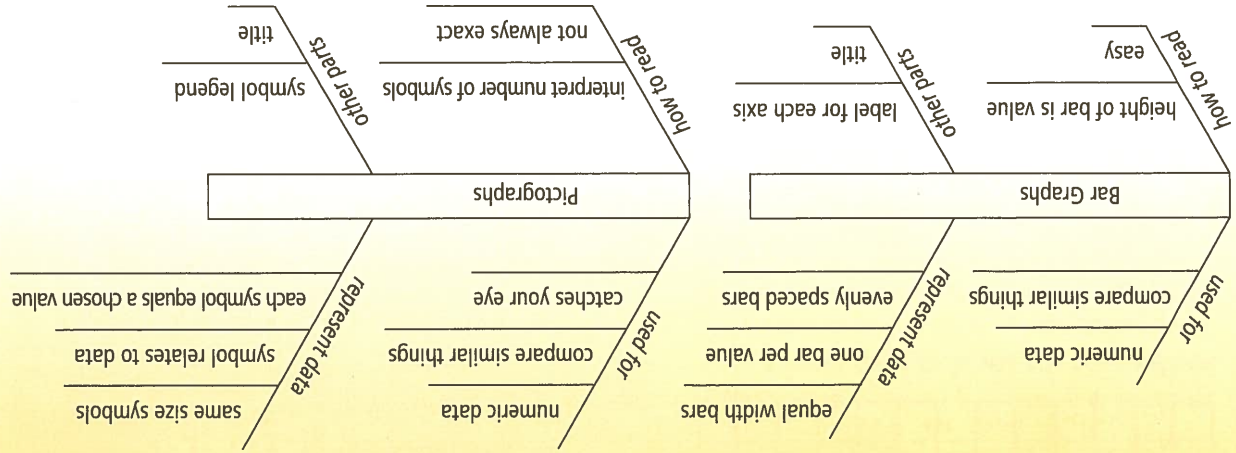 used for
numeric data
compare similar things
represent data
equal width bars
one bar per value
evenly spaced bars
Bar Graphs
how to read
height of bar is value
easy
other parts
label for each axis
title
used for
numeric data
compare similar things
catches your eye
represent data
same size symbols
symbol relates to data
each symbol equals a chosen value
Pictographs
how to read
interpret number of symbols
not always exact
other parts
symbol legend
title